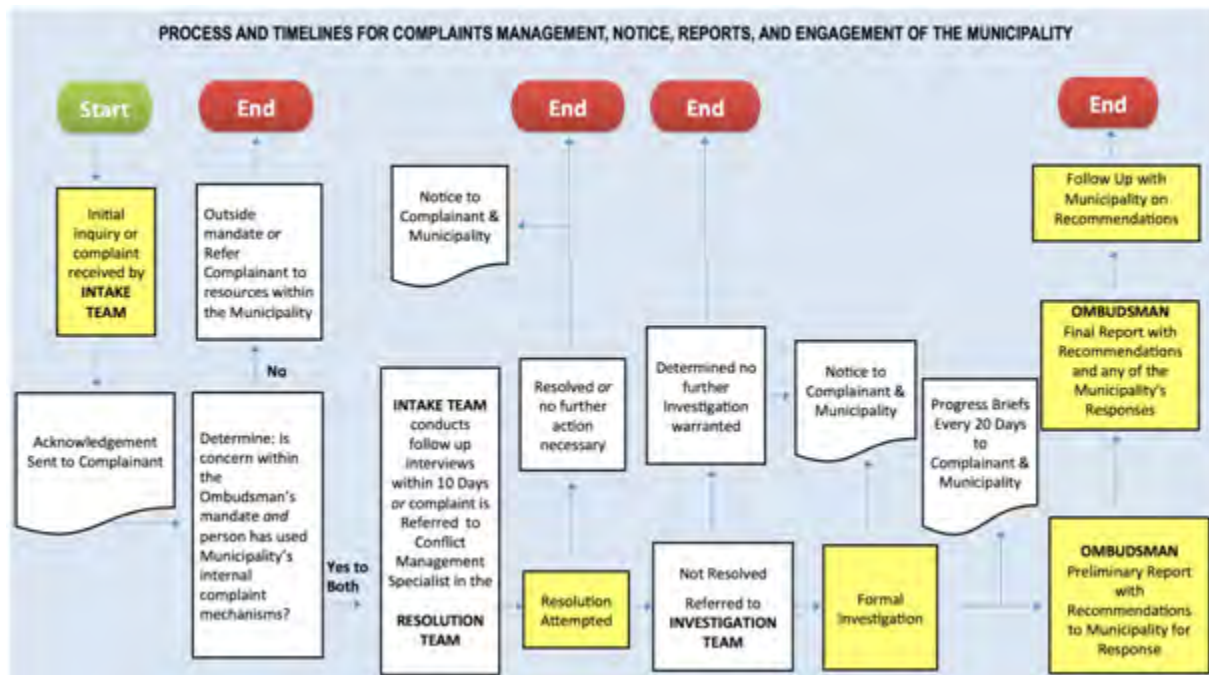 PROCESS AND TIMELINES FOR COMPLAINTS MANAGEMENT, NOTICE, REPORTS, AND ENGAGEMENT OF THE MUNICIPALITY
Start
End
End
End
End
Initial
inquiry or
complaint
received by
INTAKE
TEAM
Outside
mandate or
Refer
Complainant to
resources within
the Municipality
Notice to
Complainant &
Municipality
Follow Up with
Municipality on
Recommendations
No
Acknowledgement
Sent to Complainant
Determine: Is
concern within
the
Ombudsman's
mandate and
person has used
Municipality's
internal
complaint
mechanisms?
Yes to
Both
INTAKE TEAM
conducts
follow up
interviews
within 10 Days
or complaint is
Referred to
Conflict
Management
Specialist in the
RESOLUTION
TEAM
Resolved or
no further
action
necessary
Resolution
Attempted
Determined no
further
Investigation
warranted
Not Resolved
Referred to
INVESTIGATION
TEAM
Notice to
Complainant &
Municipality
Formal
Investigation
Progress Briefs
Every 20 Days
to
Complainant &
Municipality
OMBUDSMAN
Final Report with
Recommendations
and any of the
Municipality's
Responses
OMBUDSMAN
Preliminary Report
with
Recommendations
to Municipality for
Response